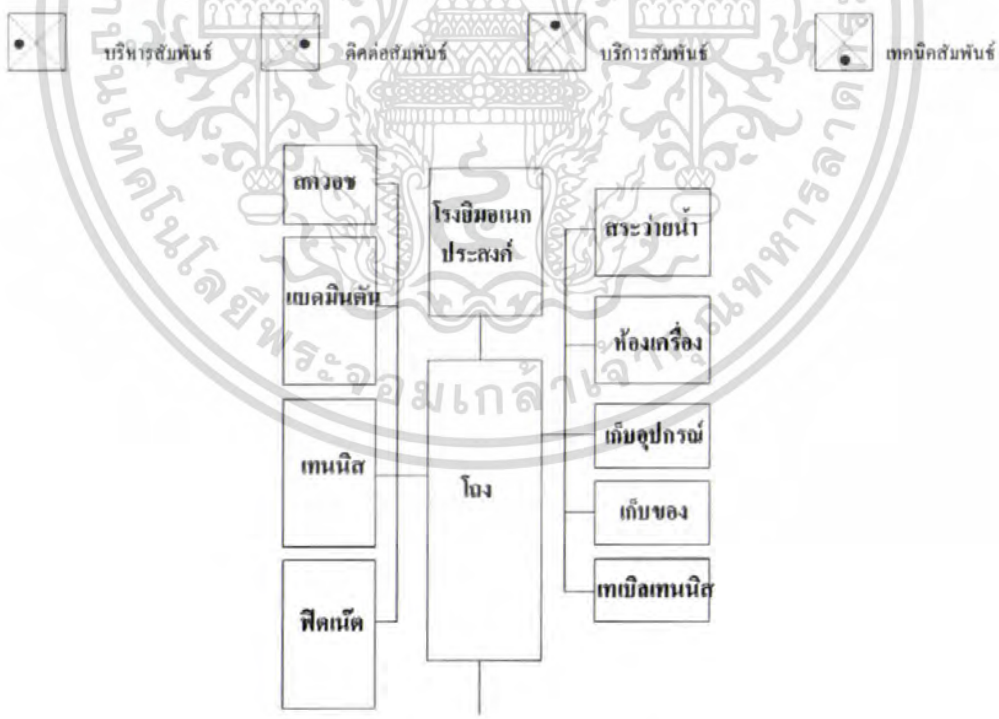 บริหารสัมพันธ์ ติดต่อสัมพันธ์ บริการสัมพันธ์ เทคนิคสัมพันธ์
สควอช
โรงยิมอเนก
ประสงค์
สระว่ายน้ำ
แบดมินตัน
ห้องเครื่อง
เก็บอุปกรณ์
เทนนิส
โถง
เก็บของ
เทเบิลเทนนิส
ฟิตเน๊ต